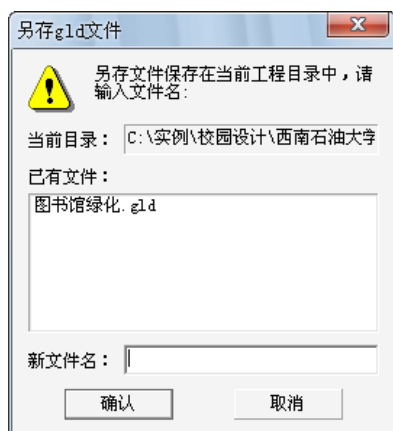 另存gld文件
另存文件保存在当前工程目录中，请
输入文件名:
当前目录： C:\实例\校园设计\西南石油大学
已有文件：
图书馆绿化.gld
新文件名：
确认 取消